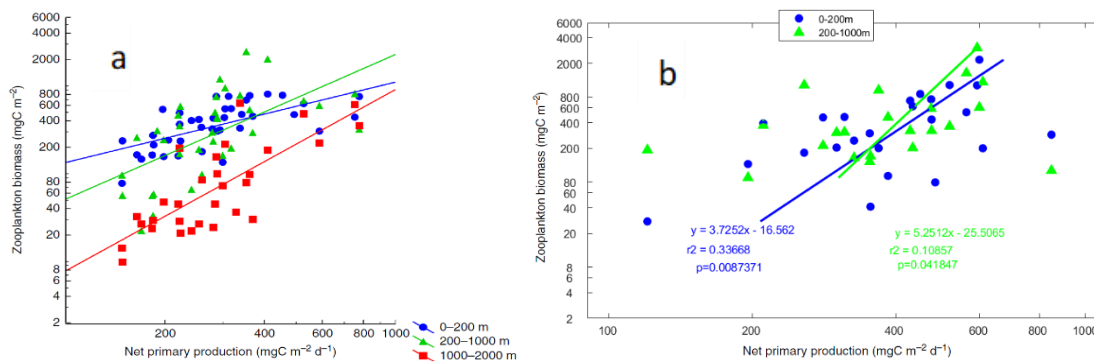 a
6000
4000
2000
800
600
400
200
80
60
40
20
8
6
4
2
Zooplankton biomass (mgC m⁻²)
200
400
600
800
1000
Net primary production (mgC m⁻² d⁻¹)
0–200 m
200–1000 m
1000–2000 m
b
0-200m
200-1000m
6000
4000
2000
800
600
400
200
80
60
40
20
8
6
4
2
Zooplankton biomass (mgC m⁻²)
y = 3.7252x - 16.562
r2 = 0.33668
p=0.0087371
y = 5.2512x - 25.5065
r2 = 0.10857
p=0.041847
100
200
400
600
800
1000
Net primary production (mgC m⁻² d⁻¹)